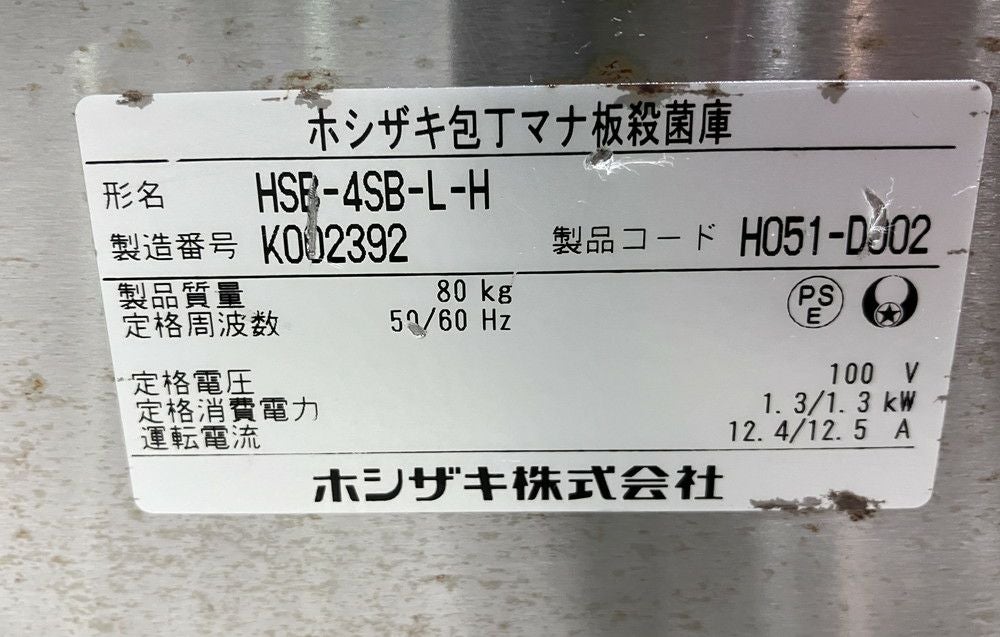 ホシザキ包丁マナ板殺菌庫
形名 HSB-4SB-L-H
製造番号 K002392 製品コード H051-D002
製品質量 80 kg
定格周波数 50/60 Hz
PS
E
定格電圧 100 V
定格消費電力 1.3/1.3 kW
運転電流 12.4/12.5 A
ホシザキ株式会社